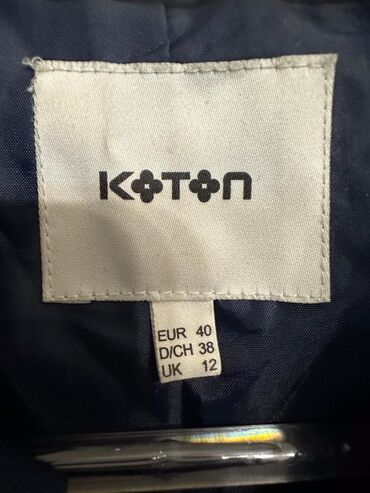 KOTON
EUR 40
D/CH 38
UK 12